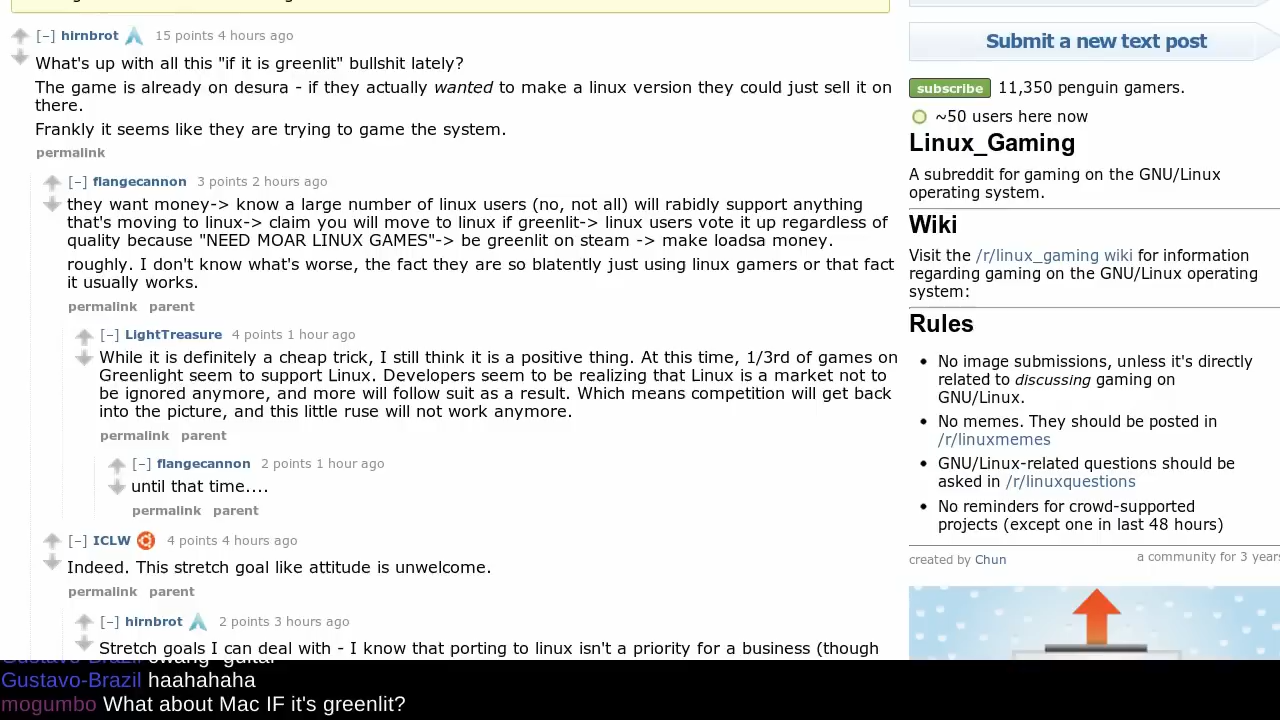 [–] hirnbrot 15 points 4 hours ago
What's up with all this "if it is greenlit" bullshit lately?
The game is already on desura - if they actually wanted to make a linux version they could just sell it on
there.
Frankly it seems like they are trying to game the system.
permalink
[–] flangecannon 3 points 2 hours ago
they want money-> know a large number of linux users (no, not all) will rabidly support anything
that's moving to linux-> claim you will move to linux if greenlit-> linux users vote it up regardless of
quality because "NEED MOAR LINUX GAMES"-> be greenlit on steam -> make loadsa money.
roughly. I don't know what's worse, the fact they are so blatently just using linux gamers or that fact
it usually works.
permalink parent
[–] LightTreasure 4 points 1 hour ago
While it is definitely a cheap trick, I still think it is a positive thing. At this time, 1/3rd of games on
Greenlight seem to support Linux. Developers seem to be realizing that Linux is a market not to
be ignored anymore, and more will follow suit as a result. Which means competition will get back
into the picture, and this little ruse will not work anymore.
permalink parent
[–] flangecannon 2 points 1 hour ago
until that time....
permalink parent
[–] ICLW 4 points 4 hours ago
Indeed. This stretch goal like attitude is unwelcome.
permalink parent
[–] hirnbrot 2 points 3 hours ago
Stretch goals I can deal with - I know that porting to linux isn't a priority for a business (though
Submit a new text post
subscribe 11,350 penguin gamers.
~50 users here now
Linux_Gaming
A subreddit for gaming on the GNU/Linux
operating system.
Wiki
Visit the /r/linux_gaming wiki for information
regarding gaming on the GNU/Linux operating
system:
Rules
No image submissions, unless it's directly
related to discussing gaming on
GNU/Linux.
No memes. They should be posted in
/r/linuxmemes
GNU/Linux-related questions should be
asked in /r/linuxquestions
No reminders for crowd-supported
projects (except one in last 48 hours)
created by Chun a community for 3 years
Gustavo-Brazil
Gustavo-Brazil haahahaha
mogumbo What about Mac IF it's greenlit?